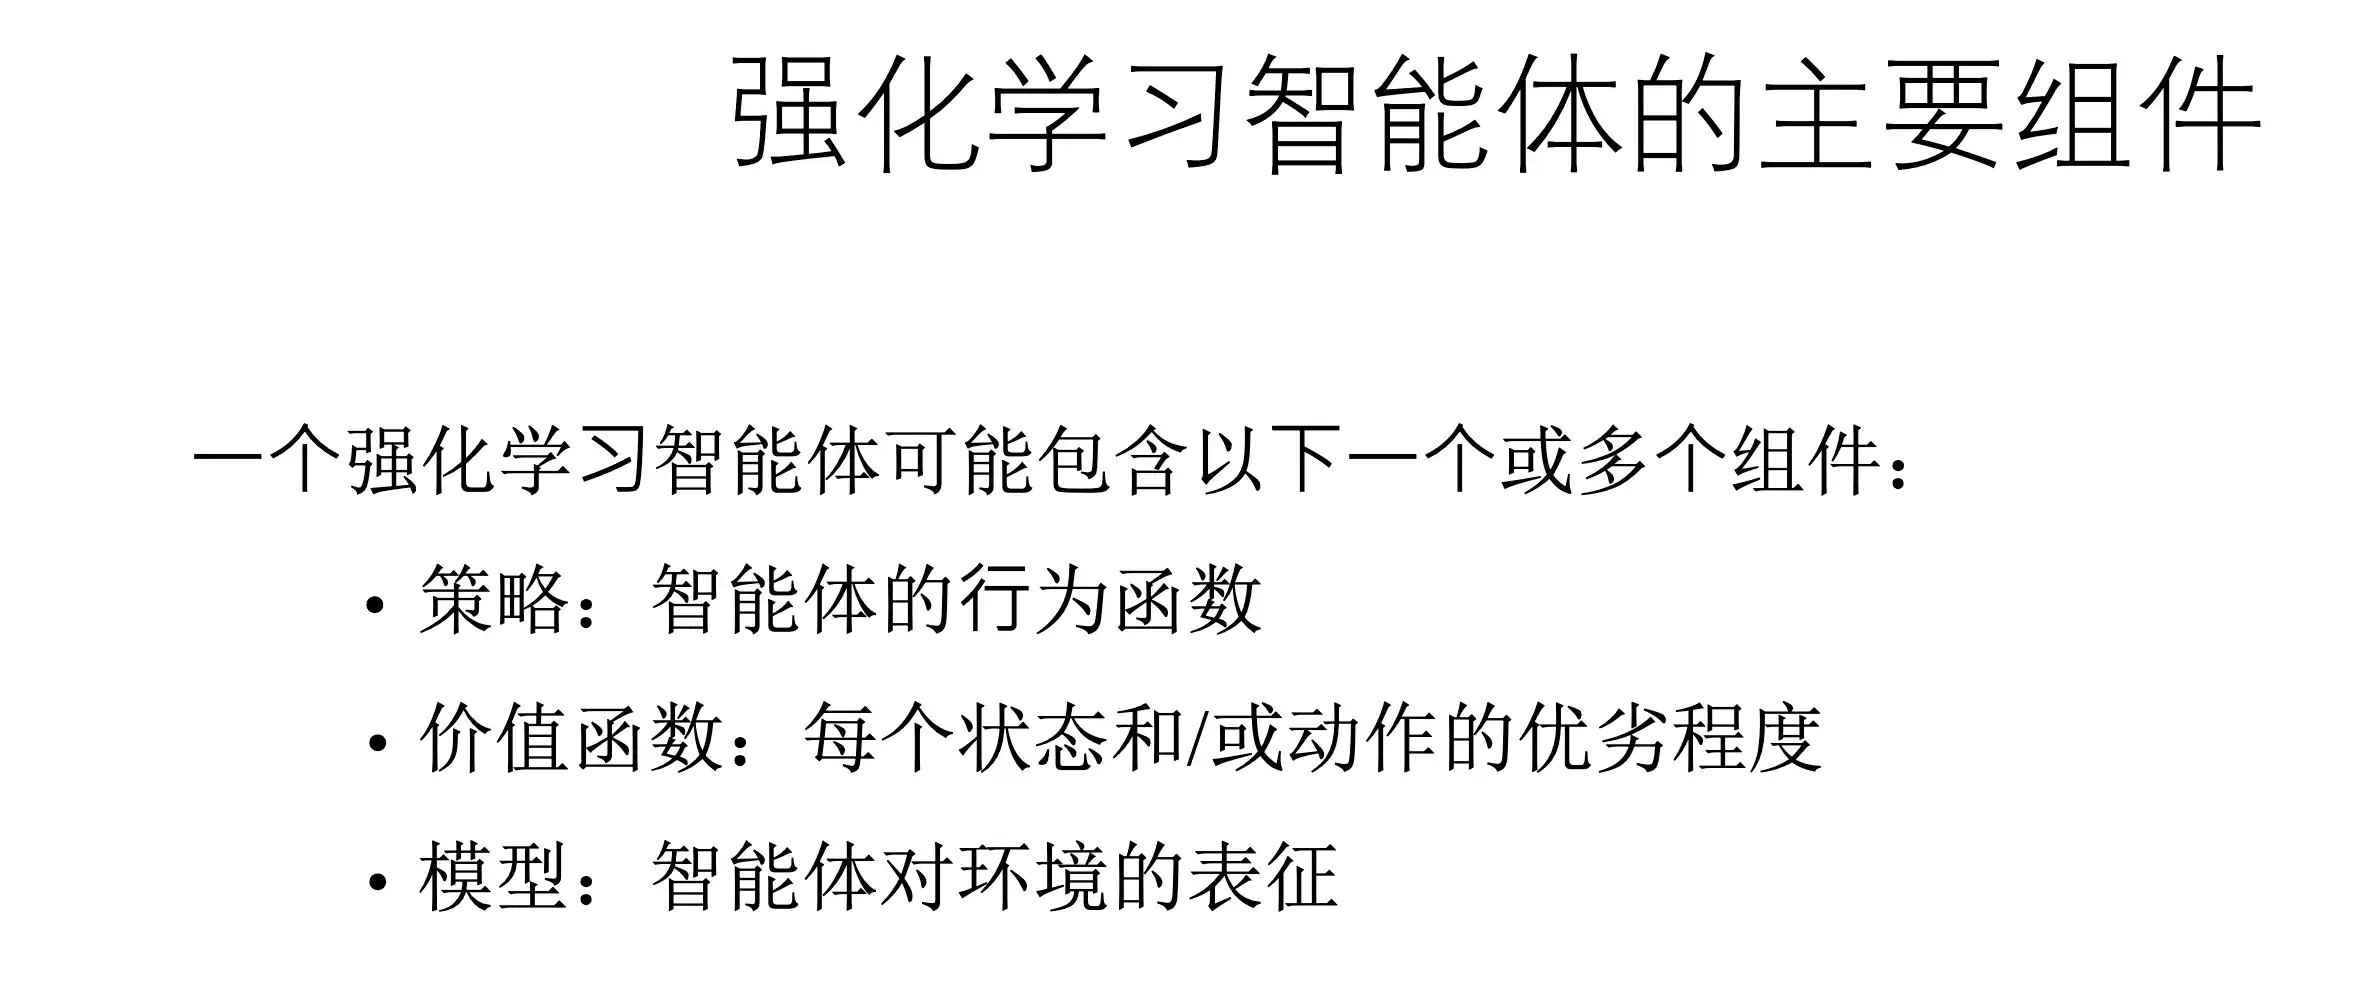 强化学习智能体的主要组件
一个强化学习智能体可能包含以下一个或多个组件：
• 策略：智能体的行为函数
• 价值函数：每个状态和/或动作的优劣程度
• 模型：智能体对环境的表征